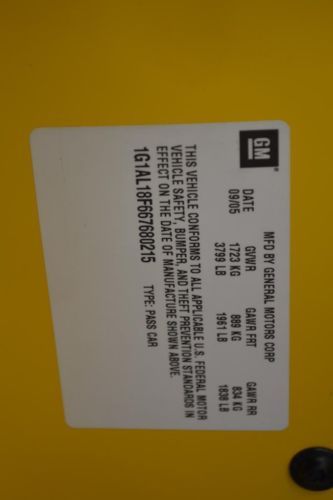 GM
MFD BY GENERAL MOTORS CORP
DATE GVWR GAWR FRT GAWR RR
09/05 1723 KG 889 KG 834 KG
3799 LB 1961 LB 1838 LB
THIS VEHICLE CONFORMS TO ALL APPLICABLE U.S. FEDERAL MOTOR
VEHICLE SAFETY, BUMPER, AND THEFT PREVENTION STANDARDS IN
EFFECT ON THE DATE OF MANUFACTURE SHOWN ABOVE.
1G1AL18F667680215 TYPE: PASS CAR